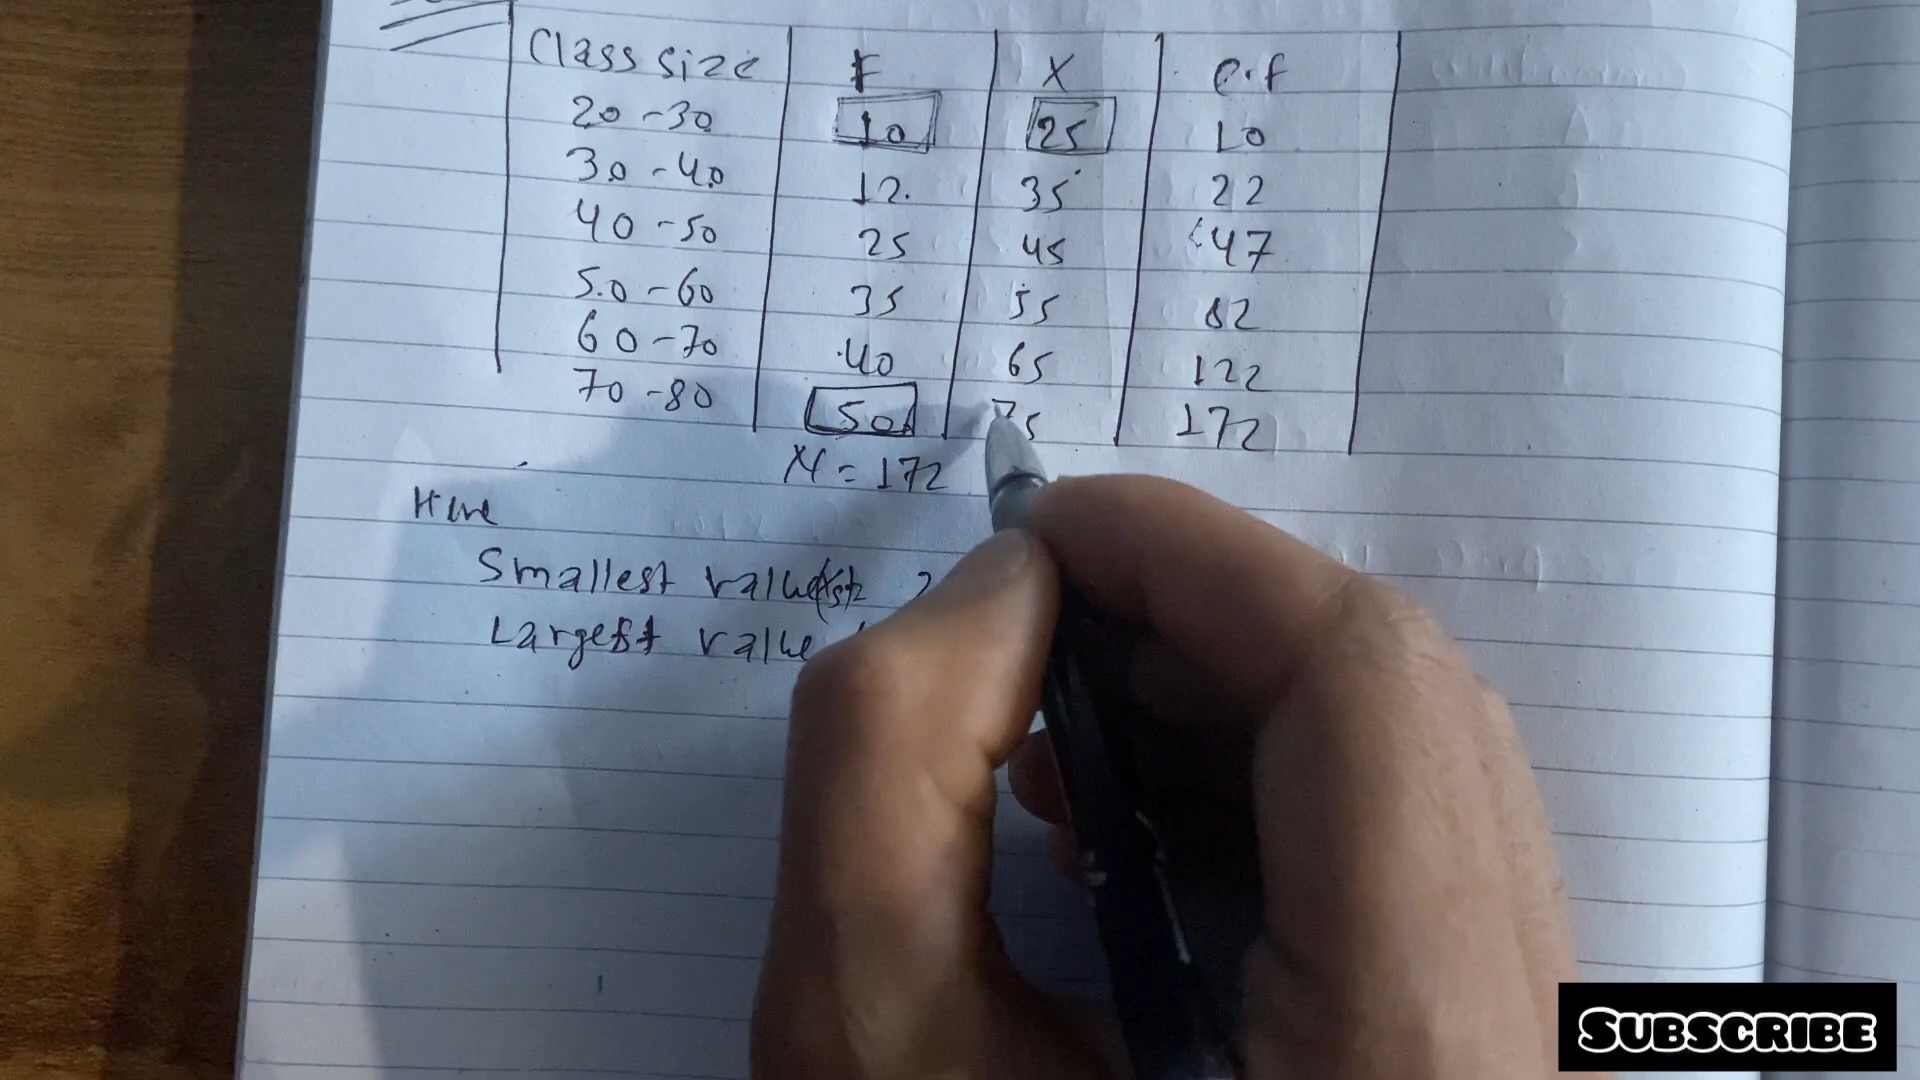 Class size F X C.f
20-30 10 25 10
30-40 12 35 22
40-50 25 45 47
50-60 35 55 82
60-70 40 65 122
70-80 50 75 172
N = 172
Here
Smallest value
Largest value
SUBSCRIBE